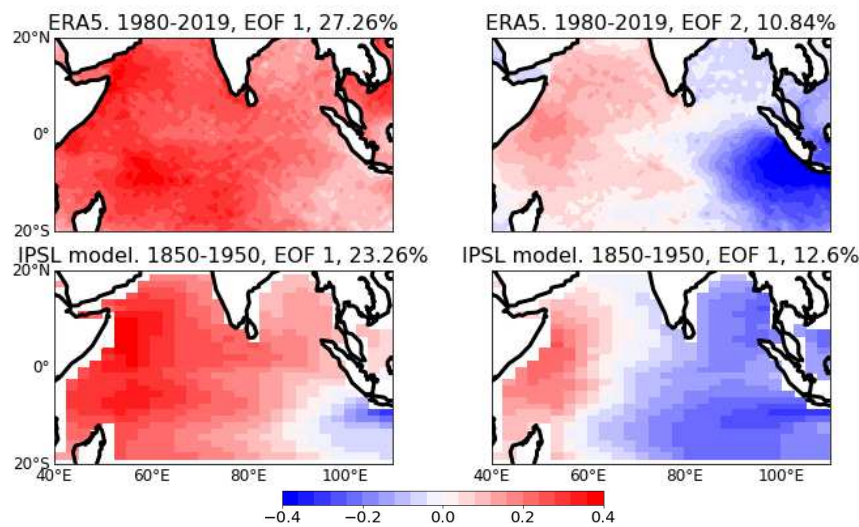 ERA5. 1980-2019, EOF 1, 27.26%
ERA5. 1980-2019, EOF 2, 10.84%
20°N
0°
20°S
IPSL model. 1850-1950, EOF 1, 23.26%
IPSL model. 1850-1950, EOF 1, 12.6%
20°N
0°
20°S
40°E 60°E 80°E 100°E
40°E 60°E 80°E 100°E
−0.4 −0.2 0.0 0.2 0.4